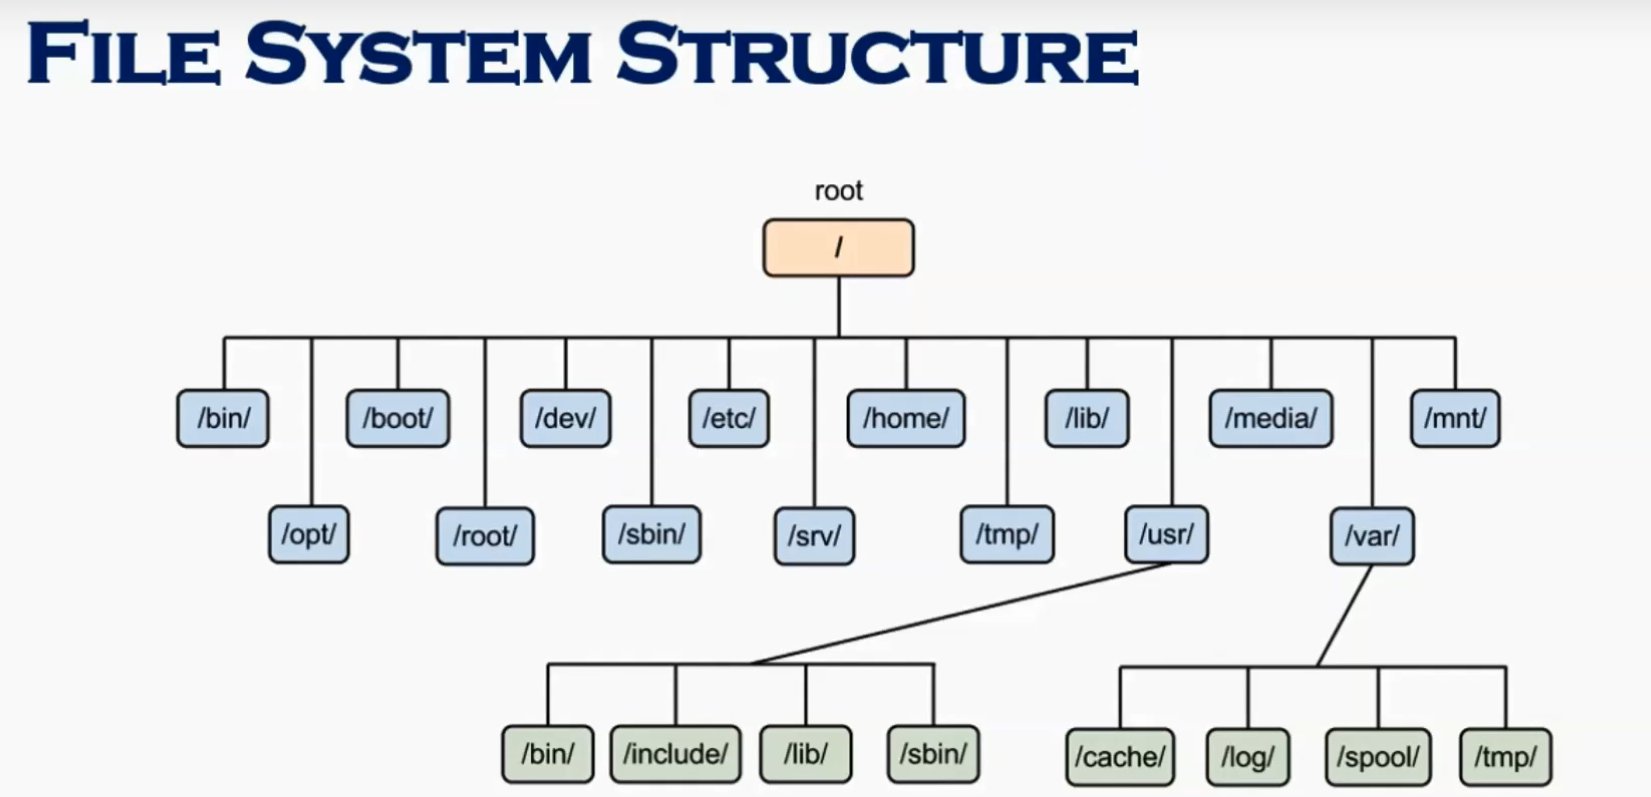 FILE SYSTEM STRUCTURE
root
/
/bin/ /boot/ /dev/ /etc/ /home/ /lib/ /media/ /mnt/
/opt/ /root/ /sbin/ /srv/ /tmp/ /usr/ /var/
/bin/ /include/ /lib/ /sbin/ /cache/ /log/ /spool/ /tmp/